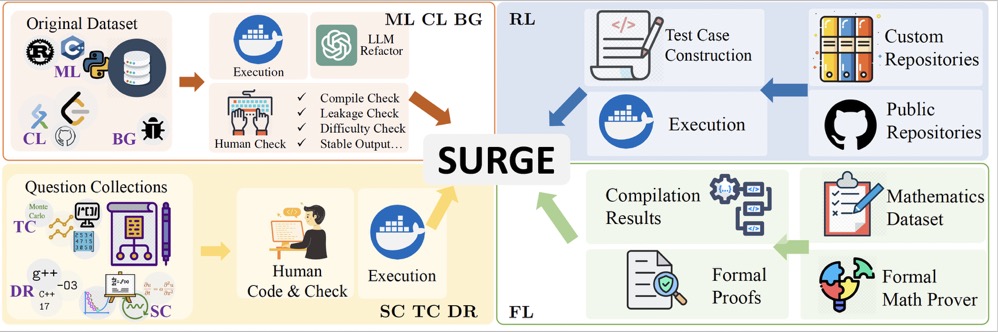 Original Dataset
ML
CL
BG
ML CL BG
Execution
LLM
Refactor
Human Check
✓ Compile Check
✓ Leakage Check
✓ Difficulty Check
✓ Stable Output…
RL
</>
Test Case
Construction
Execution
Custom
Repositories
Public
Repositories
SURGE
Question Collections
TC
Monte
Carlo
DR
g++
C++
17
-O3
SC
Human
Code & Check
Execution
SC TC DR
FL
Compilation
Results
Formal
Proofs
Mathematics
Dataset
Formal
Math Prover